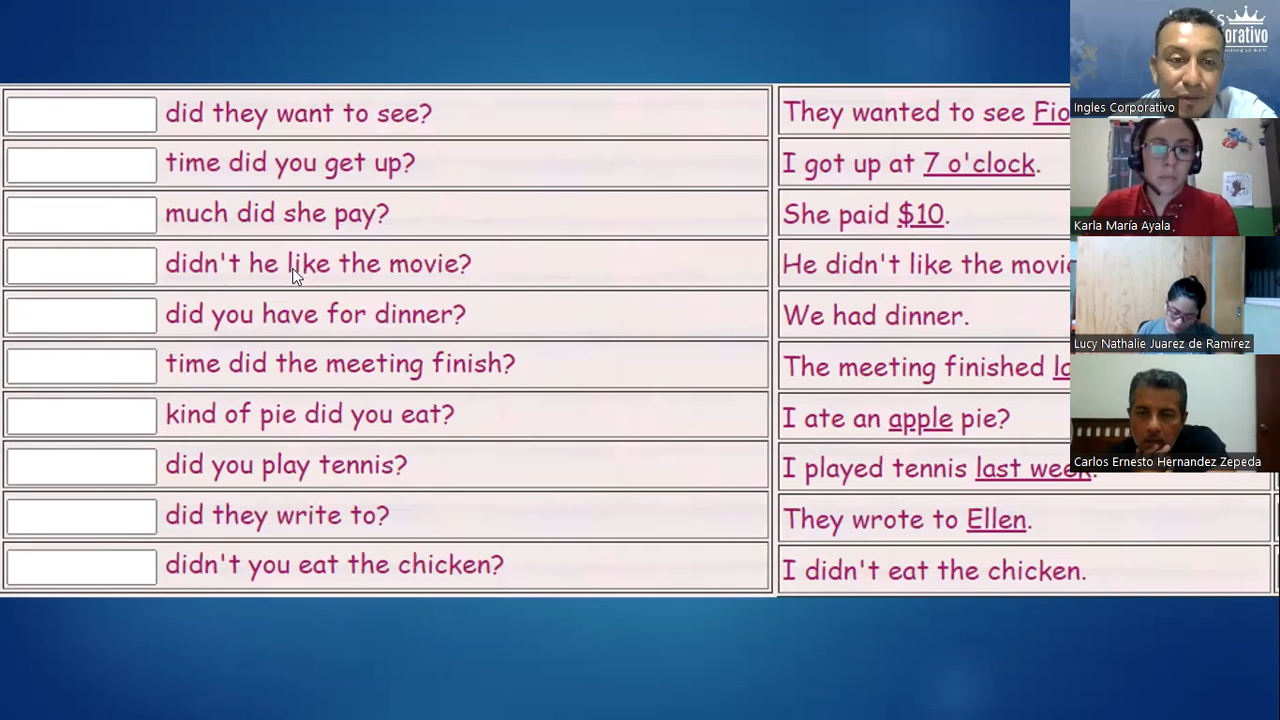 did they want to see?
They wanted to see
time did you get up?
I got up at 7 o'clock.
much did she pay?
She paid $10.
didn't he like the movie?
He didn't like the
did you have for dinner?
We had dinner.
time did the meeting finish?
The meeting finished
kind of pie did you eat?
I ate an apple pie?
did you play tennis?
I played tennis last week.
did they write to?
They wrote to Ellen.
didn't you eat the chicken?
I didn't eat the chicken.
Ingles Corporativo
Karla María Ayala
Lucy Nathalie Juarez de Ramírez
Carlos Ernesto Hernandez Zepeda